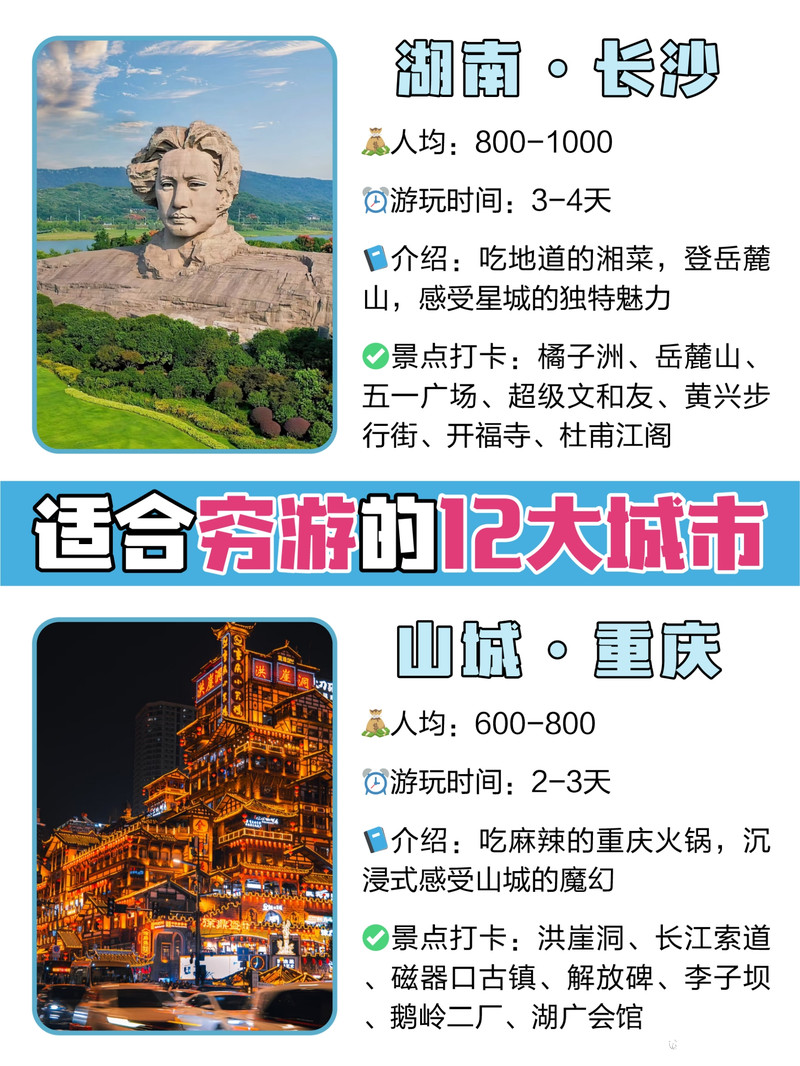 湖南·长沙
人均：800-1000
游玩时间：3-4天
介绍：吃地道的湘菜，登岳麓
山，感受星城的独特魅力
景点打卡：橘子洲、岳麓山、
五一广场、超级文和友、黄兴步
行街、开福寺、杜甫江阁
适合穷游的12大城市
洪崖洞
洪崖洞
山城·重庆
人均：600-800
游玩时间：2-3天
介绍：吃麻辣的重庆火锅，沉
浸式感受山城的魔幻
景点打卡：洪崖洞、长江索道
、磁器口古镇、解放碑、李子坝
、鹅岭二厂、湖广会馆